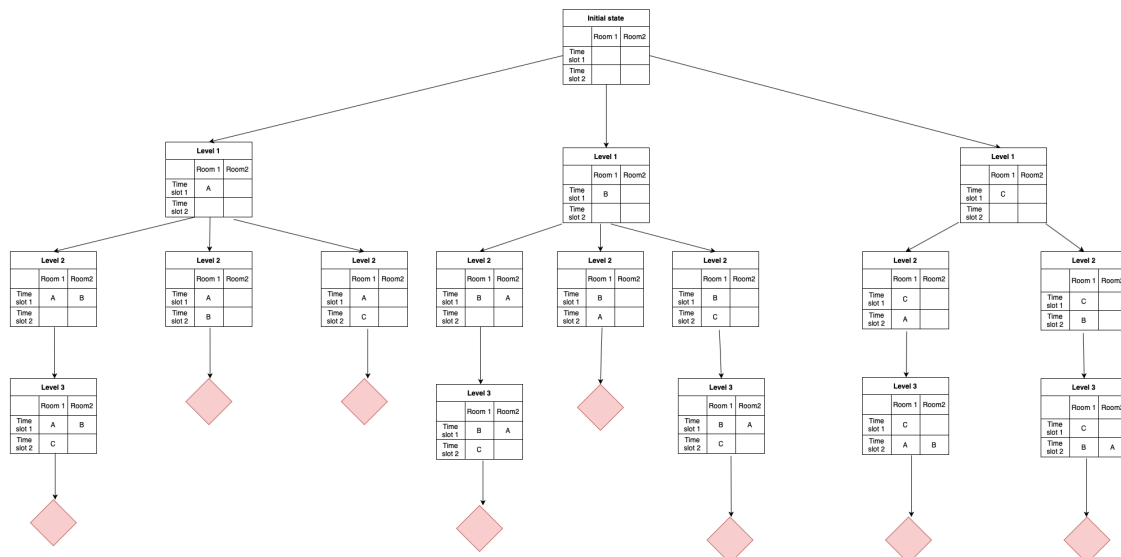 Initial state
Room 1 Room2
Time slot 1
Time slot 2
Level 1
Room 1 Room2
Time slot 1 A
Time slot 2
Level 1
Room 1 Room2
Time slot 1 B
Time slot 2
Level 1
Room 1 Room2
Time slot 1 C
Time slot 2
Level 2
Room 1 Room2
Time slot 1 A B
Time slot 2
Level 2
Room 1 Room2
Time slot 1 A
Time slot 2 B
Level 2
Room 1 Room2
Time slot 1 A
Time slot 2 C
Level 2
Room 1 Room2
Time slot 1 B A
Time slot 2
Level 2
Room 1 Room2
Time slot 1 B
Time slot 2 A
Level 2
Room 1 Room2
Time slot 1 B
Time slot 2 C
Level 2
Room 1 Room2
Time slot 1 C
Time slot 2 A
Level 2
Room 1 Room2
Time slot 1 C
Time slot 2 B
Level 3
Room 1 Room2
Time slot 1 A B
Time slot 2 C
Level 3
Room 1 Room2
Time slot 1 B A
Time slot 2 C
Level 3
Room 1 Room2
Time slot 1 B A
Time slot 2 C
Level 3
Room 1 Room2
Time slot 1 C
Time slot 2 A B
Level 3
Room 1 Room2
Time slot 1 C
Time slot 2 B A